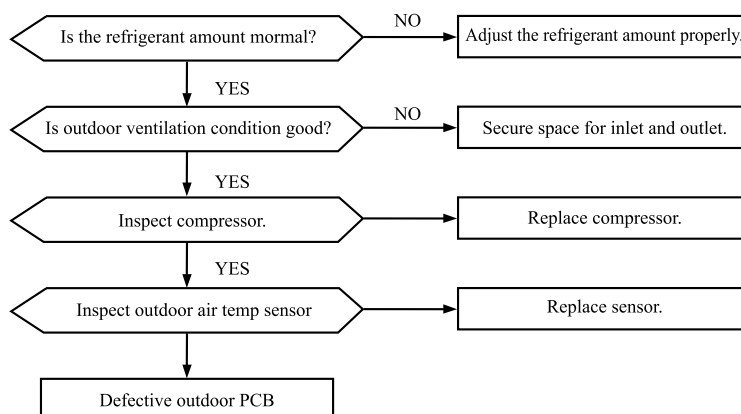 Is the refrigerant amount mormal?
NO
Adjust the refrigerant amount properly.
YES
Is outdoor ventilation condition good?
NO
Secure space for inlet and outlet.
YES
Inspect compressor.
Replace compressor.
YES
Inspect outdoor air temp sensor
Replace sensor.
Defective outdoor PCB